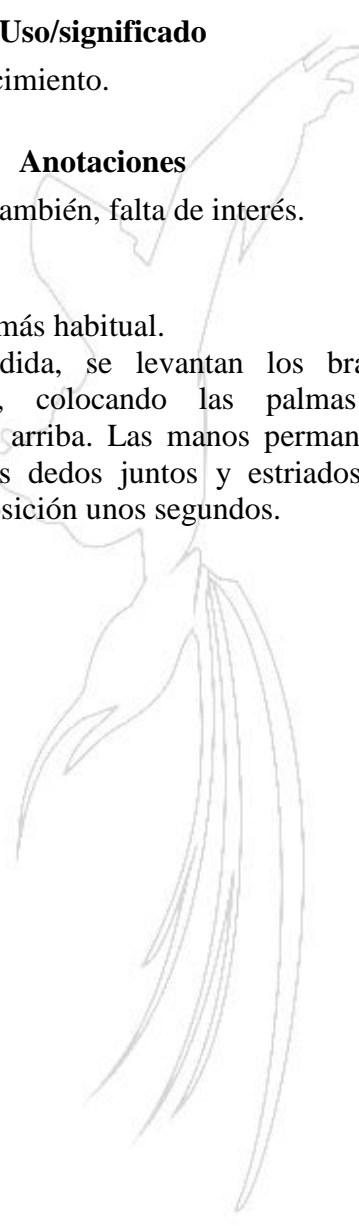 Uso/significado
cimiento.
Anotaciones
ambién, falta de interés.
más habitual.
dida, se levantan los bra
, colocando las palmas
arriba. Las manos perman
s dedos juntos y estriados
osición unos segundos.